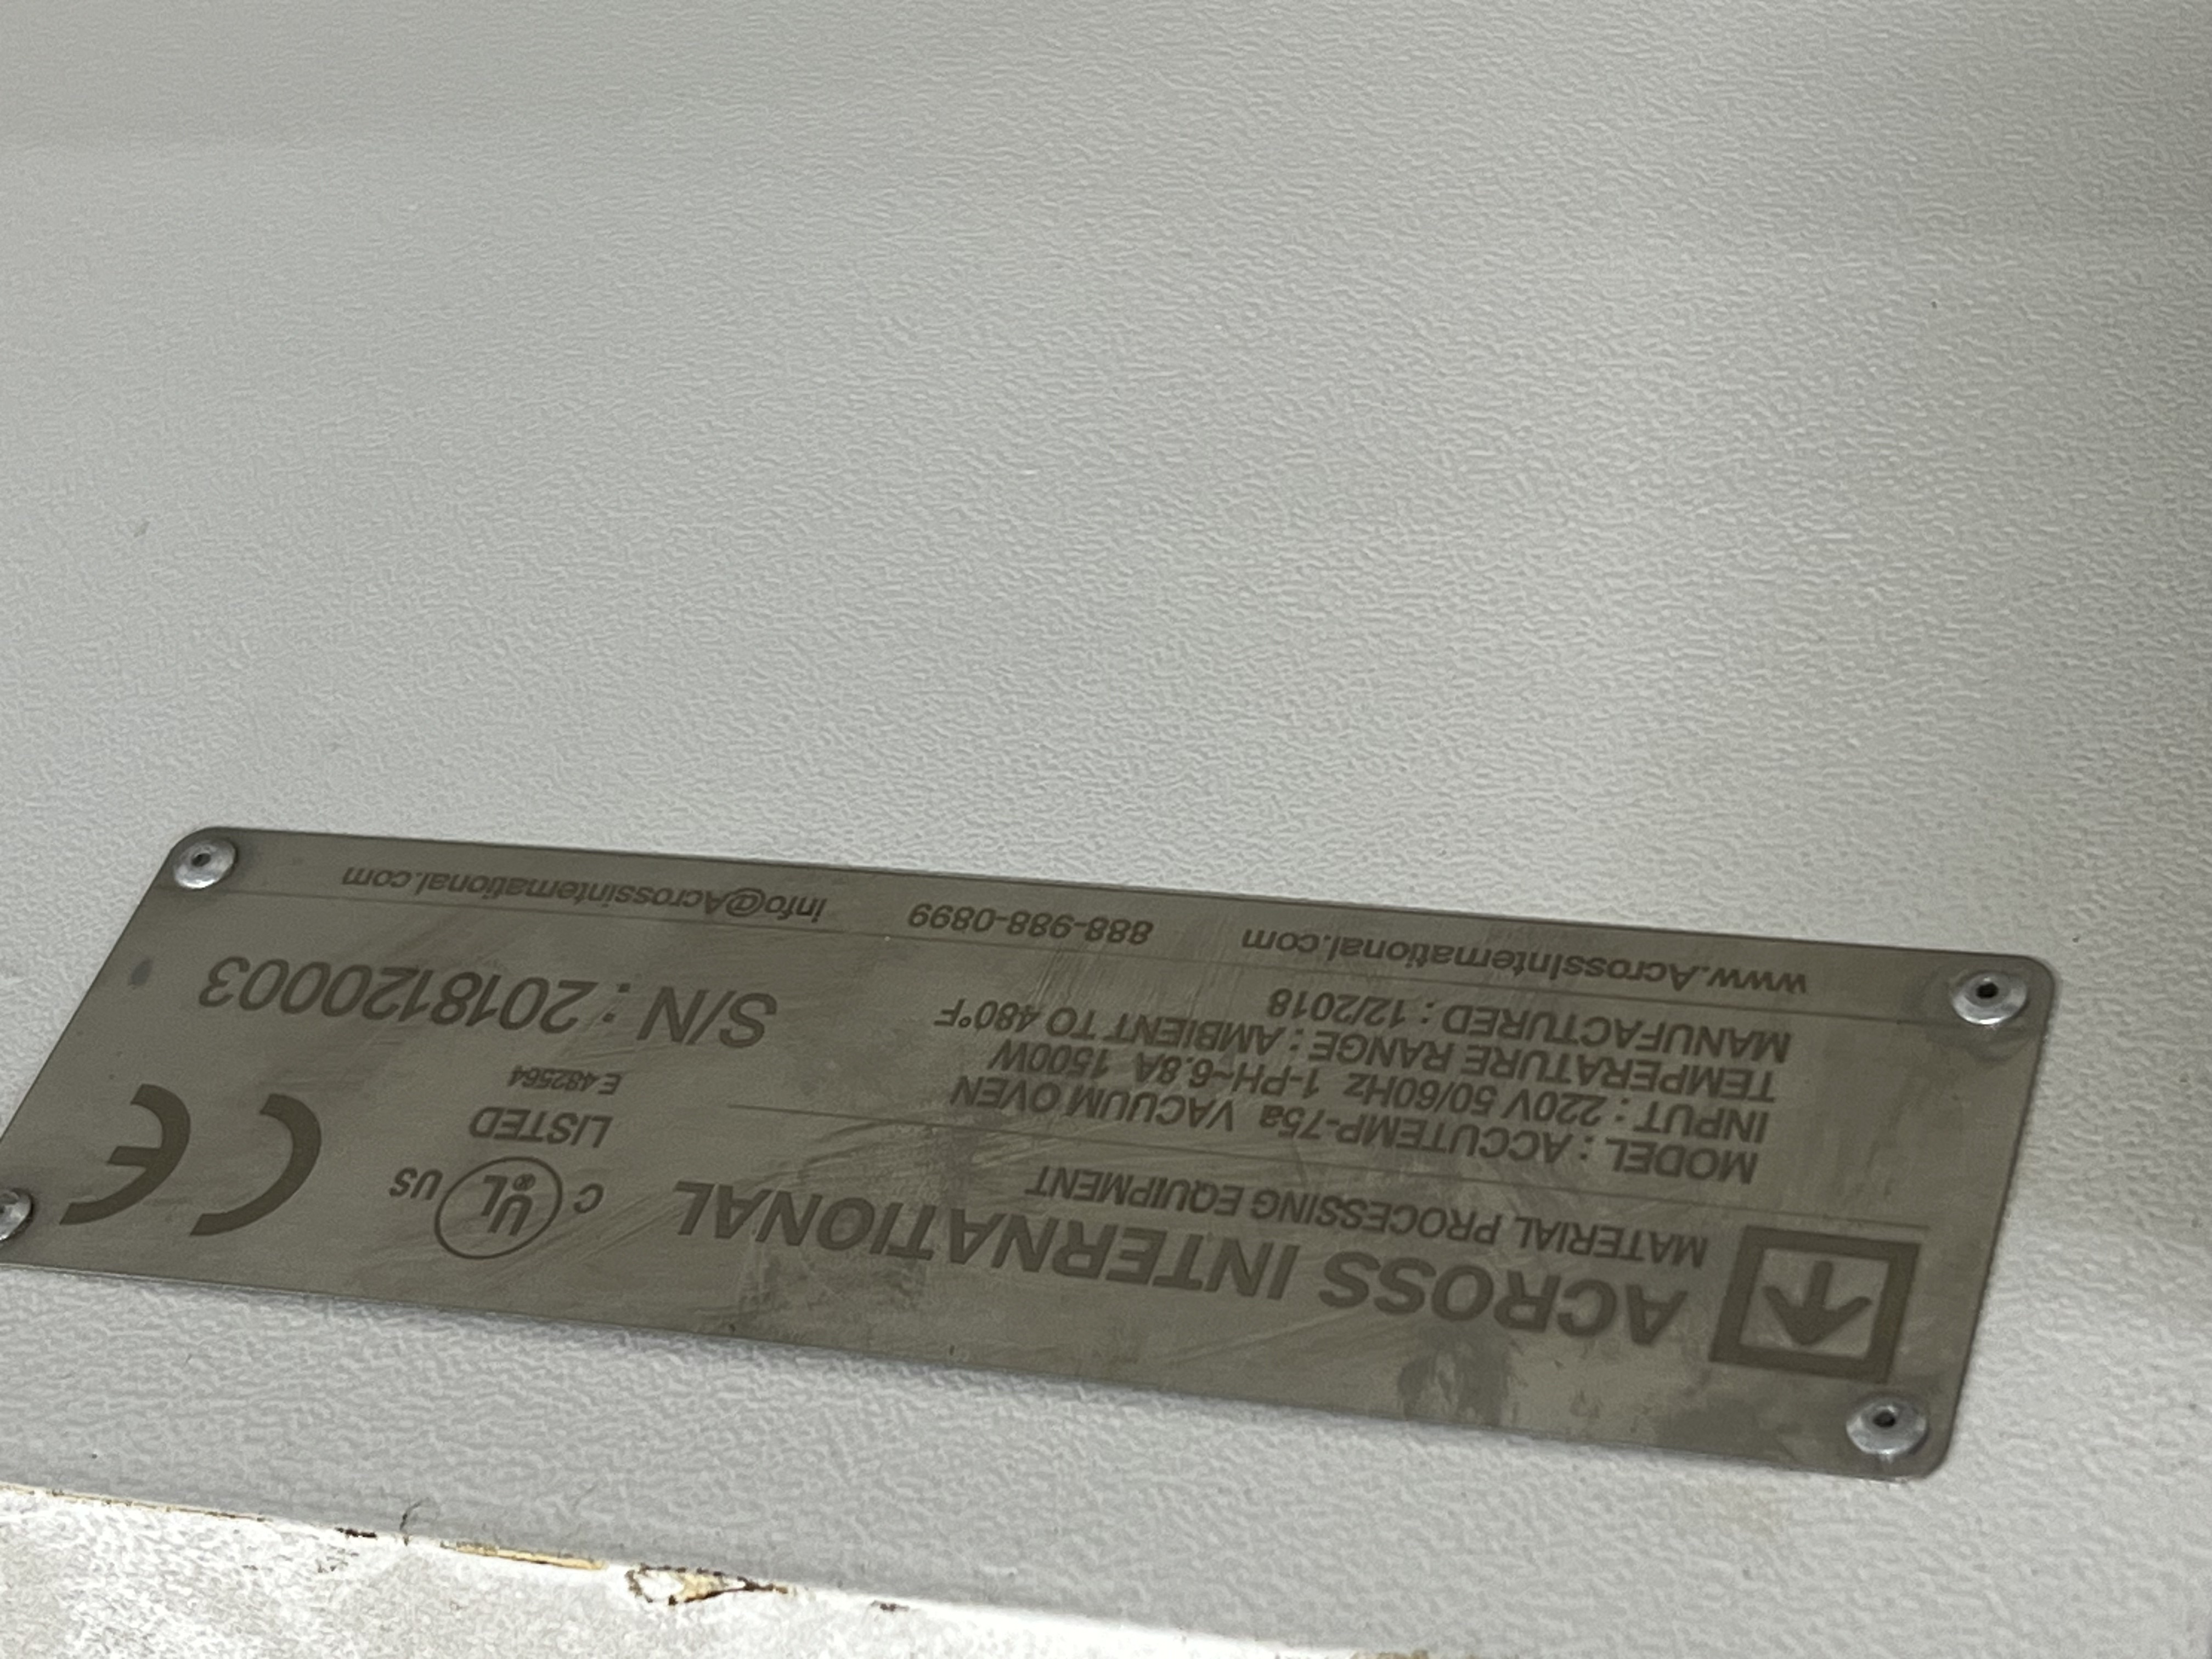 ACROSS INTERNATIONAL
MATERIAL PROCESSING EQUIPMENT
C UL ® US
LISTED
E 482564
CE
MODEL : ACCUTEMP-75a VACUUM OVEN
INPUT : 220V 50/60Hz 1-PH~6.8A 1500W
TEMPERATURE RANGE : AMBIENT TO 480°F
MANUFACTURED : 12/2018
S/N : 2018120003
www.AcrossInternational.com 888-988-0899 info@AcrossInternational.com